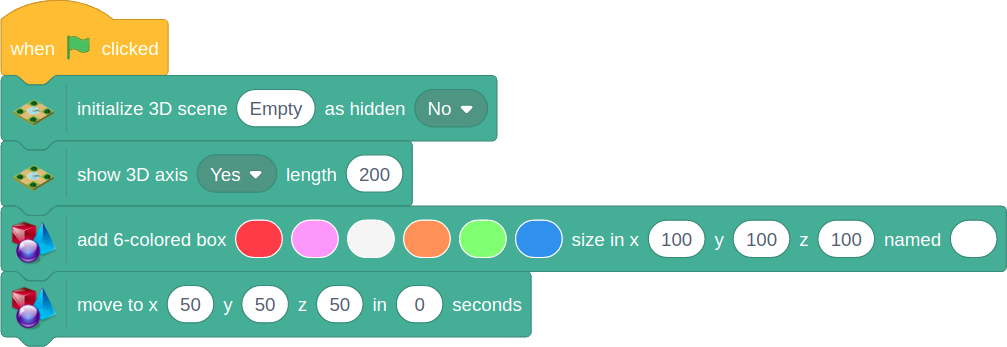 when clicked
initialize 3D scene Empty as hidden No
show 3D axis Yes length 200
add 6-colored box size in x 100 y 100 z 100 named
move to x 50 y 50 z 50 in 0 seconds